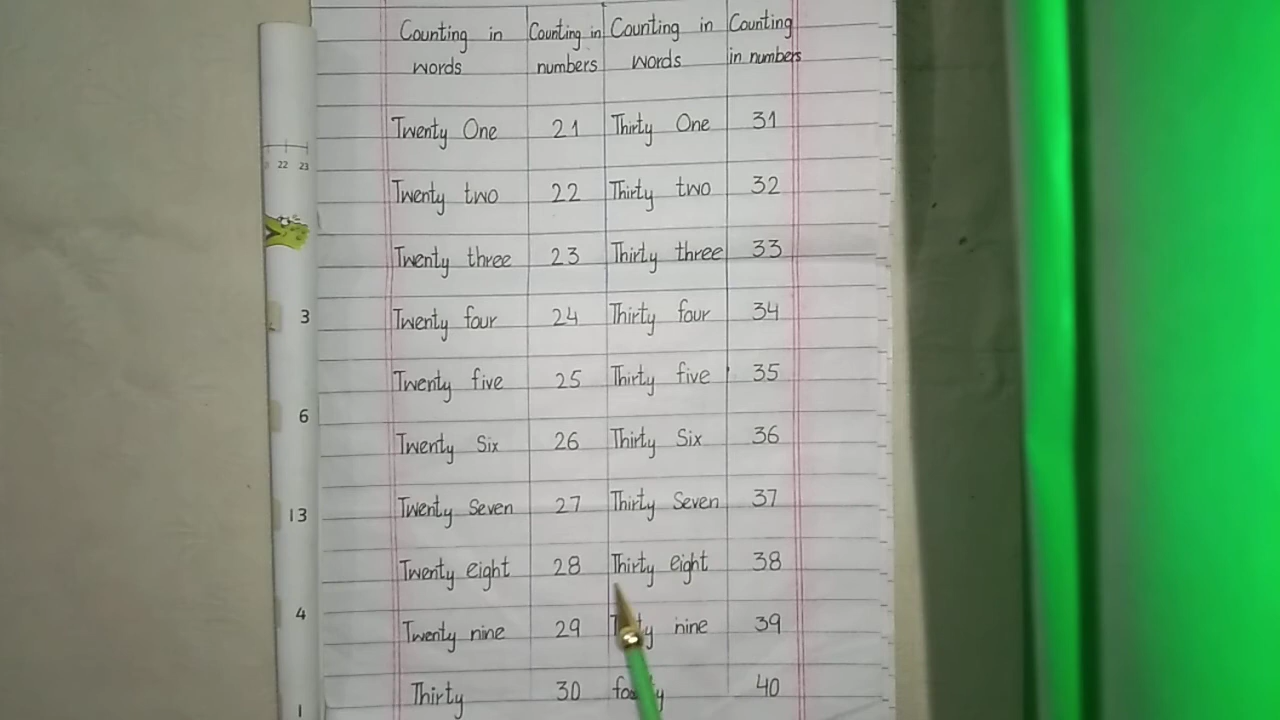 Counting in words Counting in numbers Counting in words Counting in numbers
Twenty One 21 Thirty One 31
22 23
Twenty two 22 Thirty two 32
Twenty three 23 Thirty three 33
3
Twenty four 24 Thirty four 34
Twenty five 25 Thirty five 35
6
Twenty Six 26 Thirty Six 36
13
Twenty Seven 27 Thirty Seven 37
Twenty eight 28 Thirty eight 38
4
Twenty nine 29 nine 39
Thirty 30 40
1